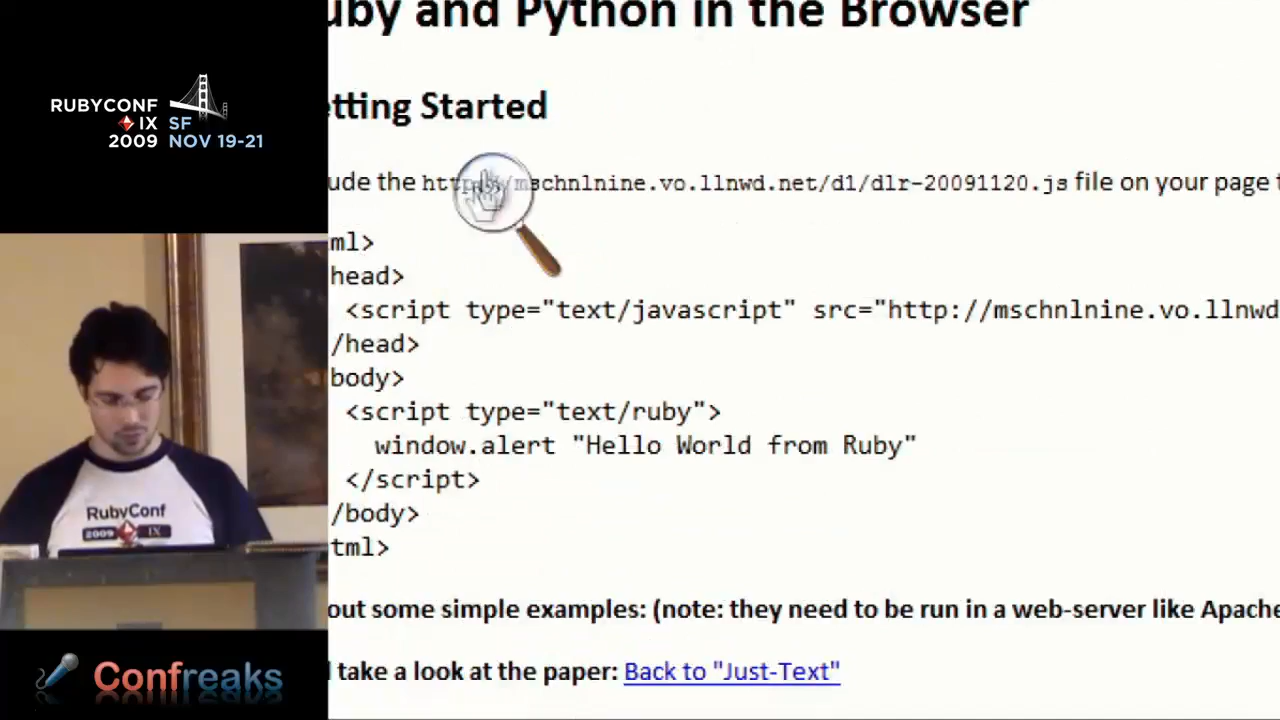 RUBYCONF
IX SF
2009 NOV 19-21
RubyConf
2009 IX
Confreaks
uby and Python in the Browser
etting Started
ude the http://mschnlnine.vo.llnwd.net/d1/dlr-20091120.js file on your page t
ml>
head>
<script type="text/javascript" src="http://mschnlnine.vo.llnwd
/head>
body>
<script type="text/ruby">
window.alert "Hello World from Ruby"
</script>
/body>
tml>
out some simple examples: (note: they need to be run in a web-server like Apache
take a look at the paper: Back to "Just-Text"